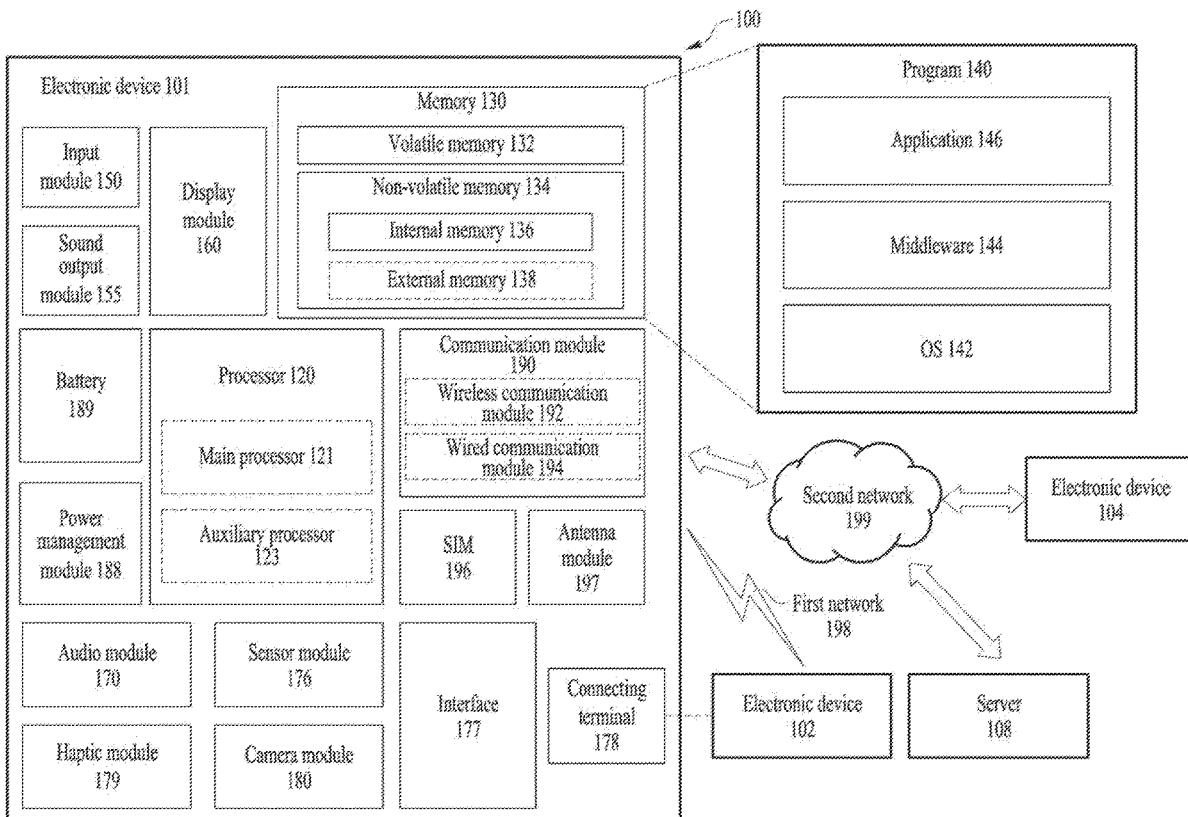 100
Electronic device 101
Input
module 150
Sound
output
module 155
Display
module
160
Memory 130
Volatile memory 132
Non-volatile memory 134
Internal memory 136
External memory 138
Program 140
Application 146
Middleware 144
OS 142
Battery
189
Power
management
module 188
Processor 120
Main processor 121
Auxiliary processor
123
Communication module
190
Wireless communication
module 192
Wired communication
module 194
SIM
196
Antenna
module
197
Second network
199
Electronic device
104
First network
198
Audio module
170
Sensor module
176
Haptic module
179
Camera module
180
Interface
177
Connecting
terminal
178
Electronic device
102
Server
108